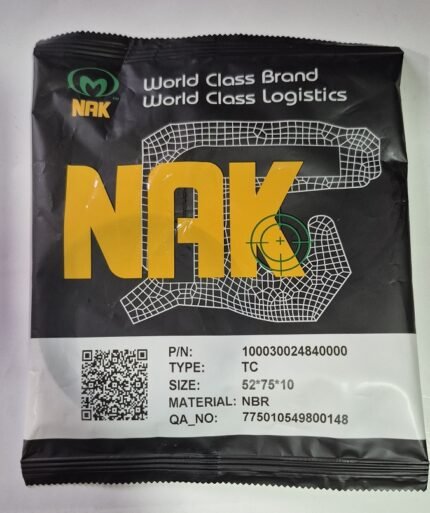 World Class Brand
World Class Logistics
NAK
NAK
P/N: 100030024840000
TYPE: TC
SIZE: 52*75*10
MATERIAL: NBR
QA_NO: 775010549800148